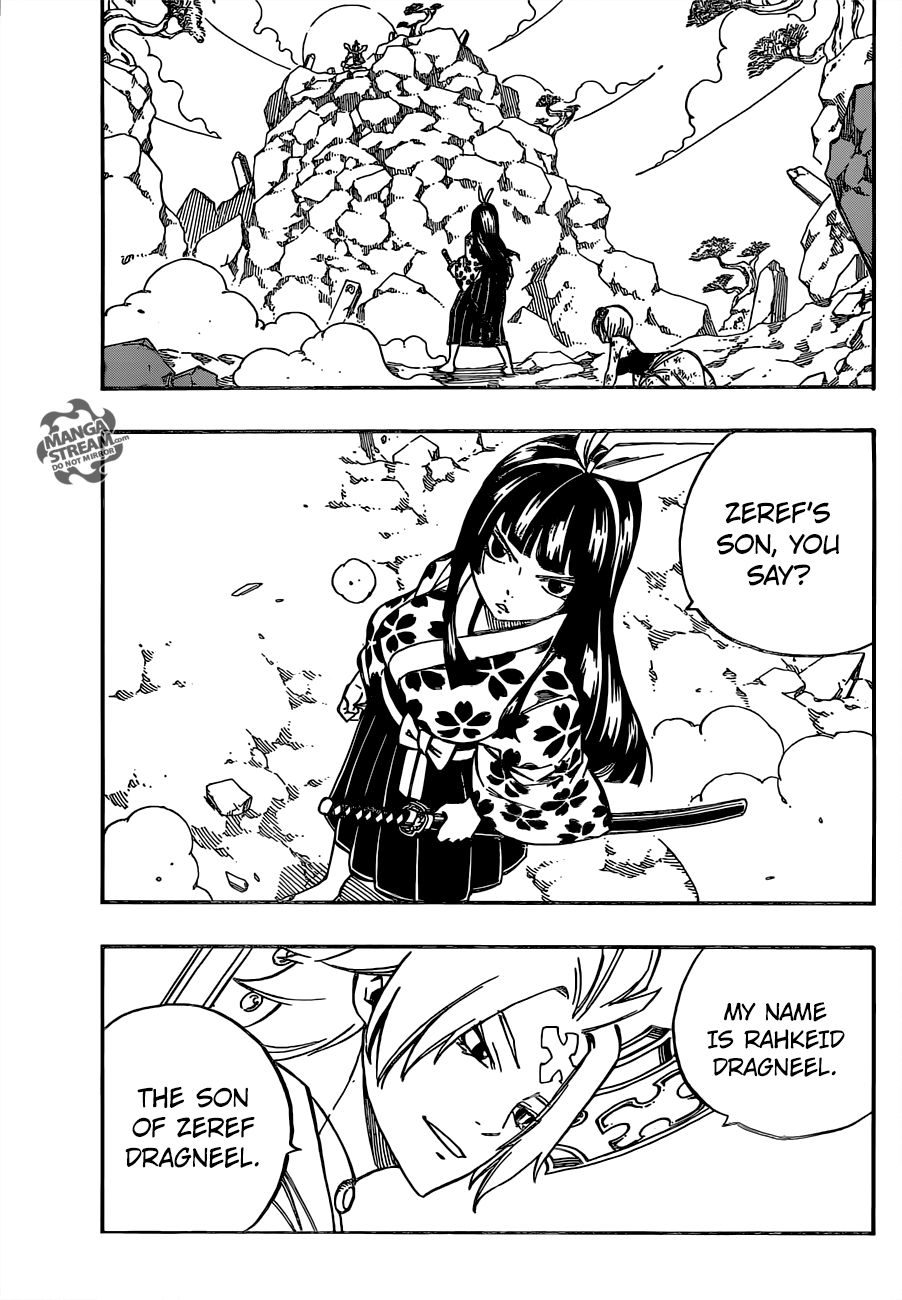 MANGA
STREAM.com
DO NOT MIRROR
ZEREF'S
SON, YOU
SAY?
MY NAME
IS RAHKEID
DRAGNEEL.
THE SON
OF ZEREF
DRAGNEEL.